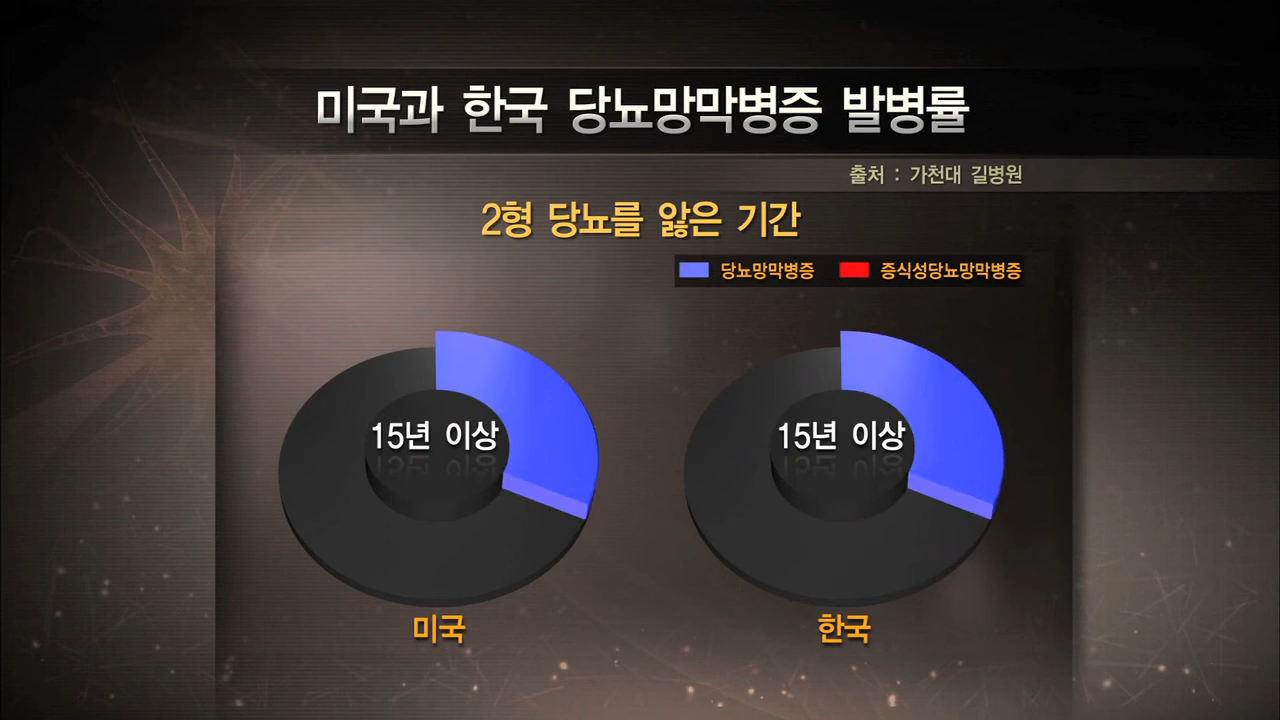 미국과 한국 당뇨망막병증 발병률
출처 : 가천대 길병원
2형 당뇨를 앓은 기간
당뇨망막병증 증식성당뇨망막병증
15년 이상 15년 이상
미국 한국